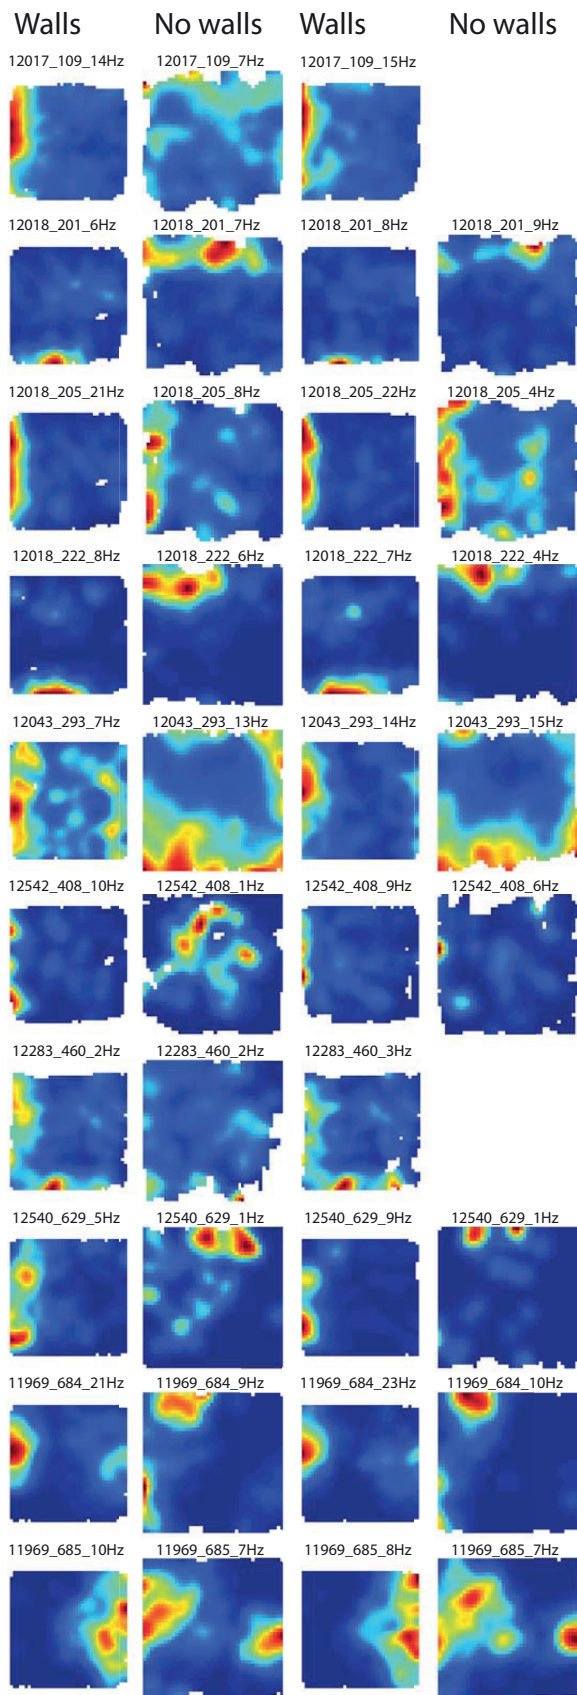 Walls No walls Walls No walls
12017_109_14Hz 12017_109_7Hz 12017_109_15Hz
12018_201_6Hz 12018_201_7Hz 12018_201_8Hz 12018_201_9Hz
12018_205_21Hz 12018_205_8Hz 12018_205_22Hz 12018_205_4Hz
12018_222_8Hz 12018_222_6Hz 12018_222_7Hz 12018_222_4Hz
12043_293_7Hz 12043_293_13Hz 12043_293_14Hz 12043_293_15Hz
12542_408_10Hz 12542_408_1Hz 12542_408_9Hz 12542_408_6Hz
12283_460_2Hz 12283_460_2Hz 12283_460_3Hz
12540_629_5Hz 12540_629_1Hz 12540_629_9Hz 12540_629_1Hz
11969_684_21Hz 11969_684_9Hz 11969_684_23Hz 11969_684_10Hz
11969_685_10Hz 11969_685_7Hz 11969_685_8Hz 11969_685_7Hz